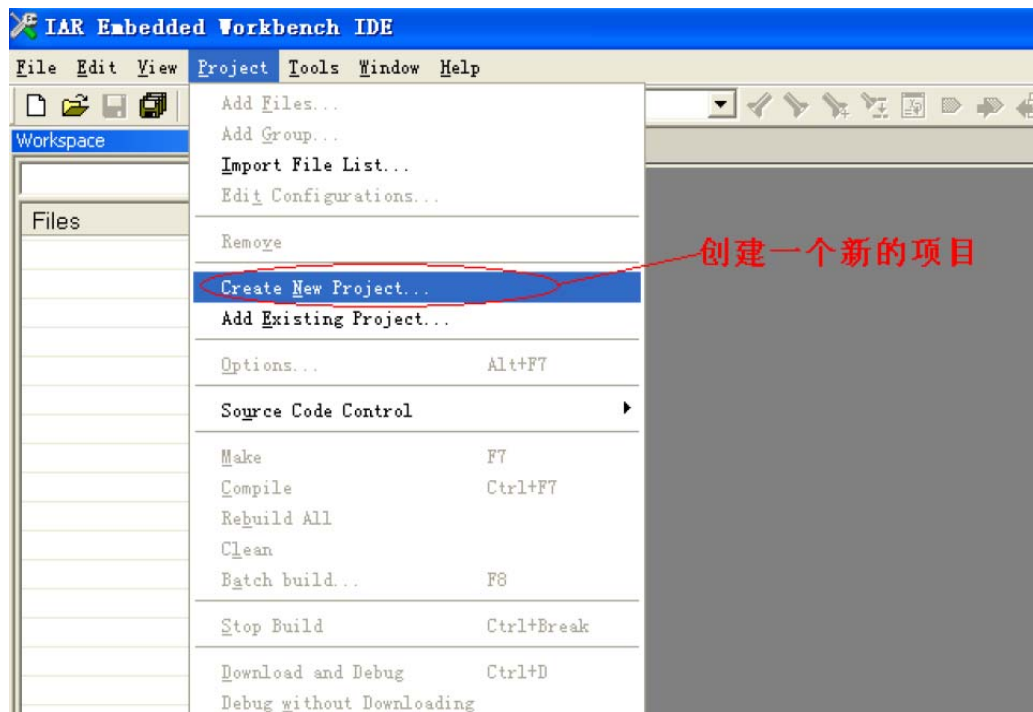 IAR Embedded Workbench IDE
File Edit View Project Tools Window Help
Workspace
Files
Add Files...
Add Group...
Import File List...
Edit Configurations...
Remove
Create New Project...
创建一个新的项目
Add Existing Project...
Options... Alt+F7
Source Code Control
Make F7
Compile Ctrl+F7
Rebuild All
Clean
Batch build... F8
Stop Build Ctrl+Break
Download and Debug Ctrl+D
Debug without Downloading